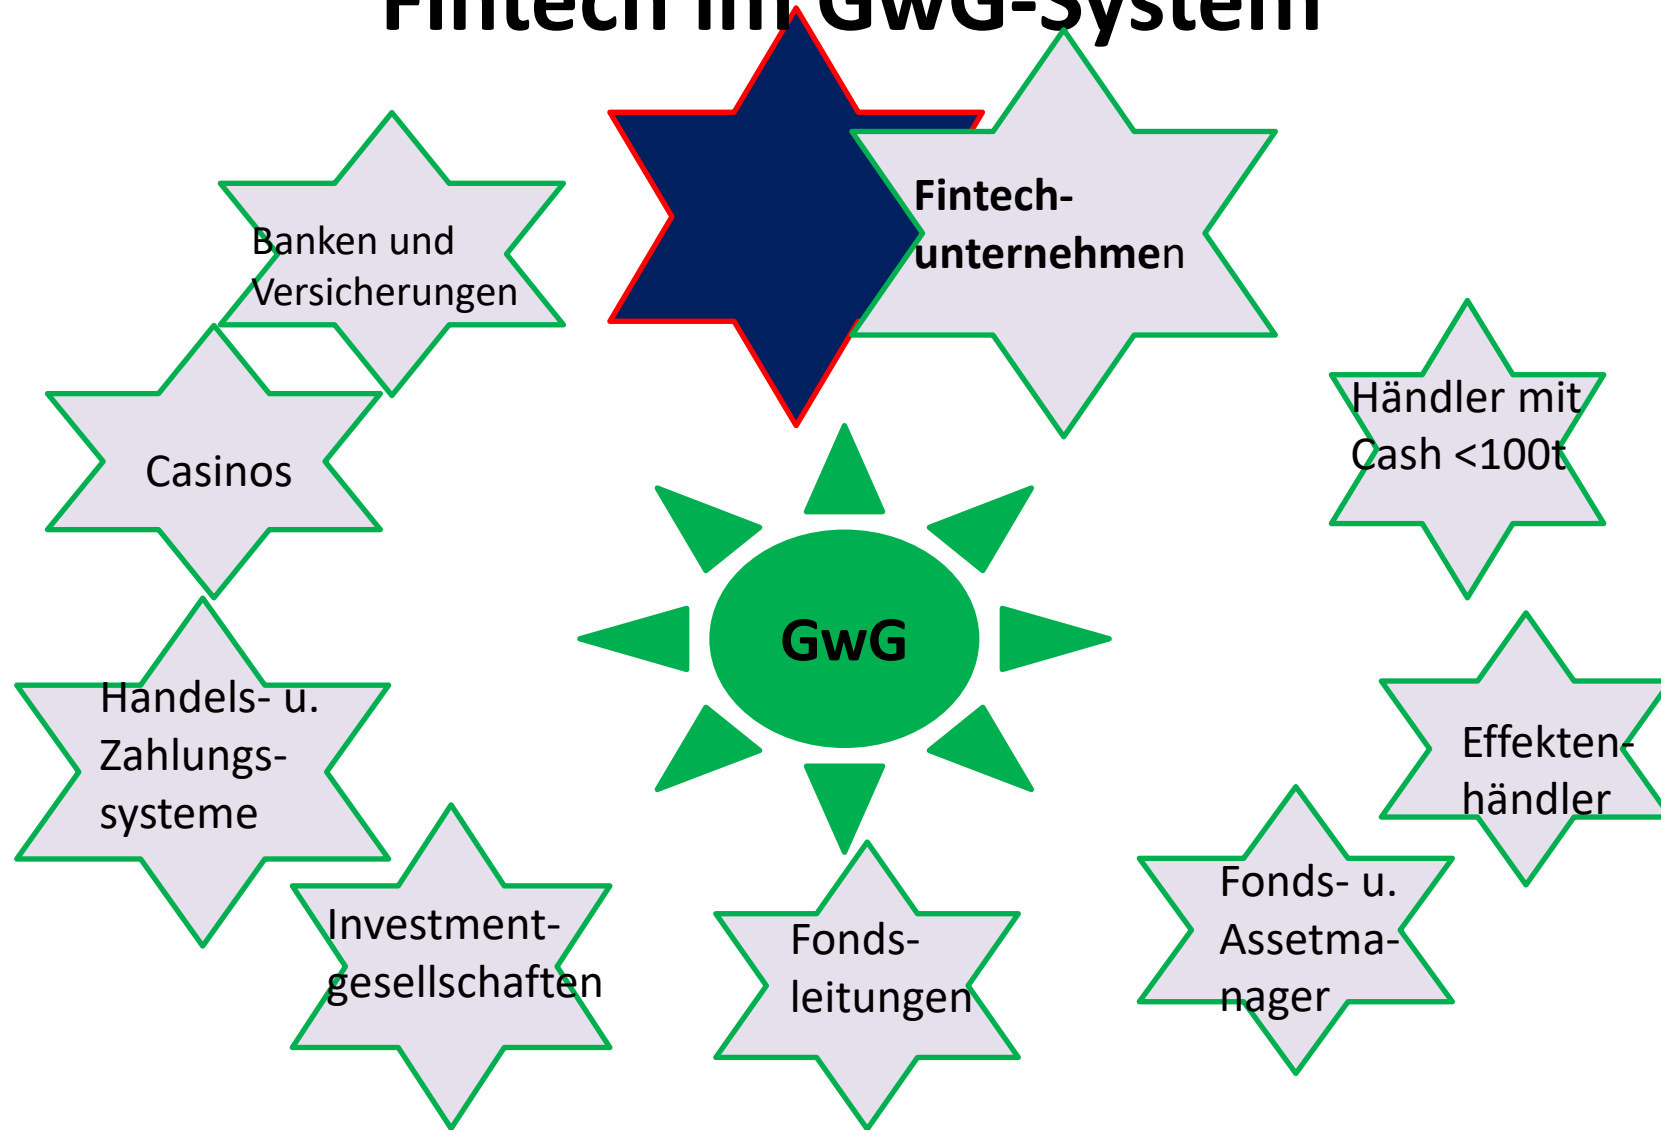 Fintech im GwG-System
Fintech-
unternehmen
Banken und
Versicherungen
Händler mit
Cash <100t
Casinos
GwG
Handels- u.
Zahlungs-
systeme
Effekten-
händler
Investment-
gesellschaften
Fonds-
leitungen
Fonds- u.
Assetma-
nager